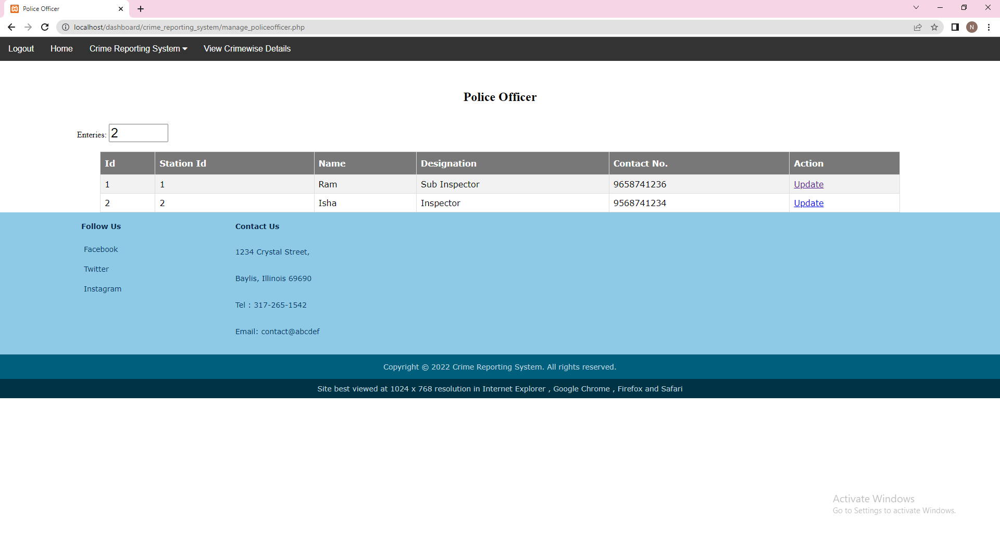 Police Officer
localhost/dashboard/crime_reporting_system/manage_policeofficer.php
N
Logout Home Crime Reporting System View Crimewise Details
Police Officer
Enteries: 2
Id Station Id Name Designation Contact No. Action
1 1 Ram Sub Inspector 9658741236 Update
2 2 Isha Inspector 9568741234 Update
Follow Us Contact Us
Facebook
1234 Crystal Street,
Twitter
Baylis, Illinois 69690
Instagram
Tel : 317-265-1542
Email: contact@abcdef
Copyright © 2022 Crime Reporting System. All rights reserved.
Site best viewed at 1024 x 768 resolution in Internet Explorer , Google Chrome , Firefox and Safari
Activate Windows
Go to Settings to activate Windows.